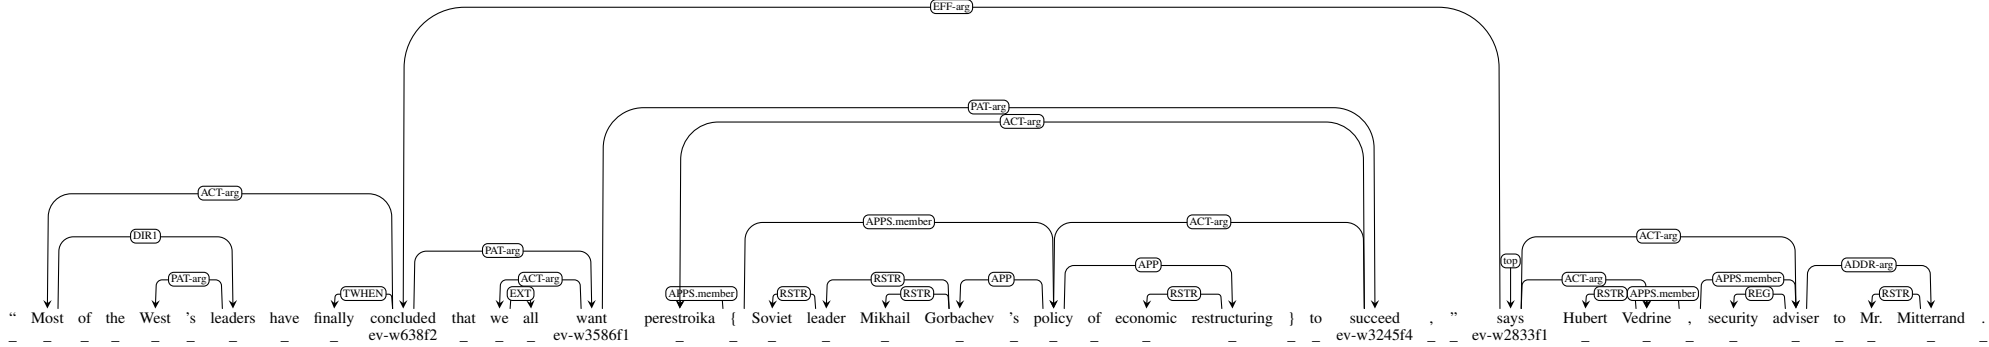 EFF-arg
PAT-arg
ACT-arg
ACT-arg
APPS.member ACT-arg
DIR1 ACT-arg
PAT-arg
top
APP ADDR-arg
PAT-arg ACT-arg RSTR APP ACT-arg APPS.member
TWHEN EXT APPS.member RSTR RSTR RSTR RSTR APPS.member REG RSTR
“ Most of the West 's leaders have finally concluded that we all want perestroika { Soviet leader Mikhail Gorbachev 's policy of economic restructuring } to succeed , ” says Hubert Vedrine , security adviser to Mr. Mitterrand .
_ _ _ _ _ _ _ _ _ ev-w638f2 _ _ _ ev-w3586f1 _ _ _ _ _ _ _ _ _ _ _ _ _ ev-w3245f4 _ _ ev-w2833f1 _ _ _ _ _ _ _ _ _